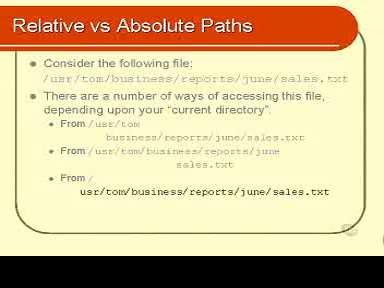 Relative vs Absolute Paths
Consider the following file:
/usr/tom/business/reports/june/sales.txt
There are a number of ways of accessing this file,
depending upon your “current directory”.
From /usr/tom
business/reports/june/sales.txt
From /usr/tom/business/reports/june
sales.txt
From /
usr/tom/business/reports/june/sales.txt